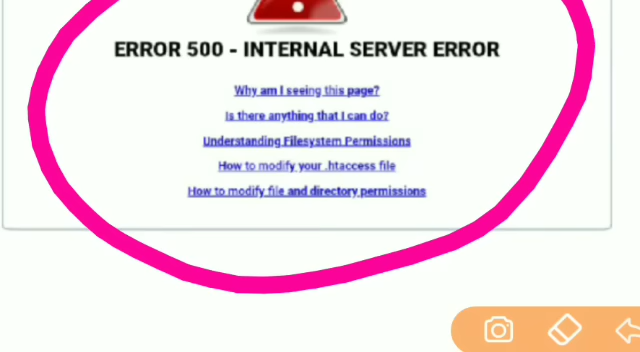 ERROR 500 - INTERNAL SERVER ERROR
Why am I seeing this page?
Is there anything that I can do?
Understanding Filesystem Permissions
How to modify your .htaccess file
How to modify file and directory permissions